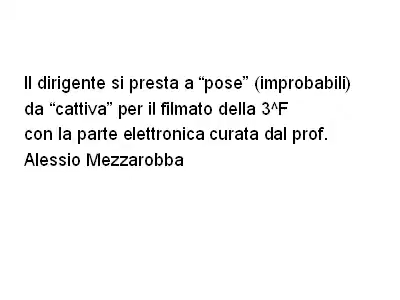 Il dirigente si presta a “pose” (improbabili)
da “cattiva” per il filmato della 3^F
con la parte elettronica curata dal prof.
Alessio Mezzarobba